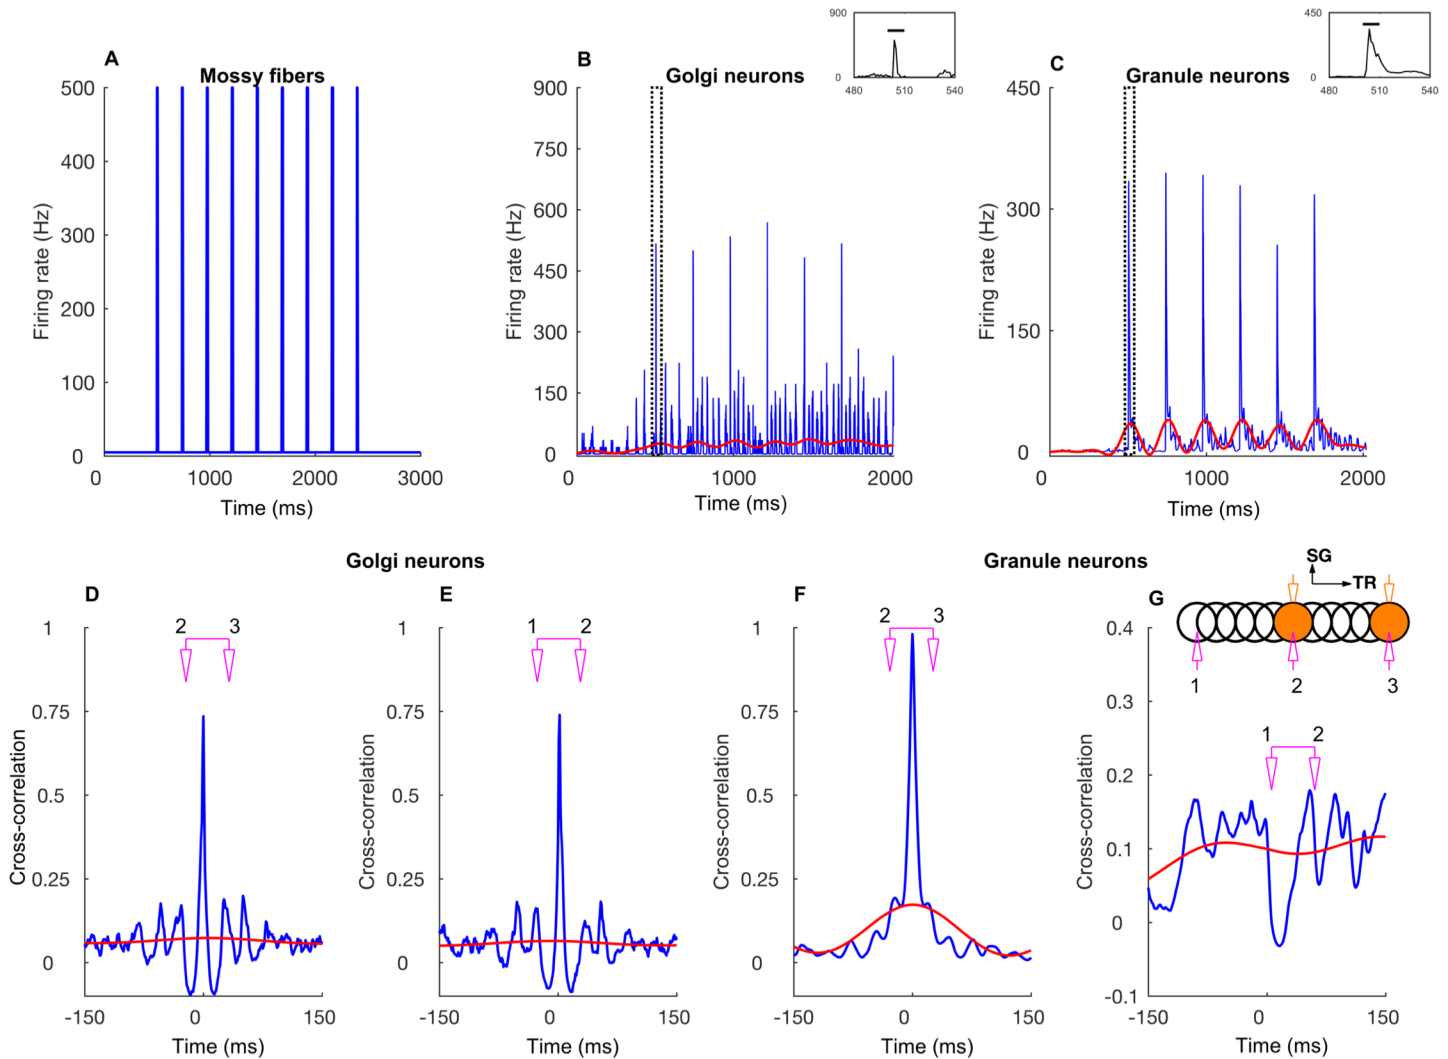 A
Mossy fibers
500
400
300
200
100
0
Firing rate (Hz)
0
1000
2000
3000
Time (ms)
B
Golgi neurons
900
750
600
450
300
150
0
Firing rate (Hz)
0
1000
2000
Time (ms)
900
0
480
510
540
C
Granule neurons
450
300
150
0
Firing rate (Hz)
0
1000
2000
Time (ms)
450
0
480
510
540
Golgi neurons
D
2 3
1
0.75
0.5
0.25
0
Cross-correlation
-150
0
150
Time (ms)
E
1 2
1
0.75
0.5
0.25
0
Cross-correlation
-150
0
150
Time (ms)
Granule neurons
F
2 3
1
0.75
0.5
0.25
0
Cross-correlation
-150
0
150
Time (ms)
G
SG
TR
1 2 3
1 2
0.4
0.3
0.2
0.1
0
-0.1
Cross-correlation
-150
0
150
Time (ms)